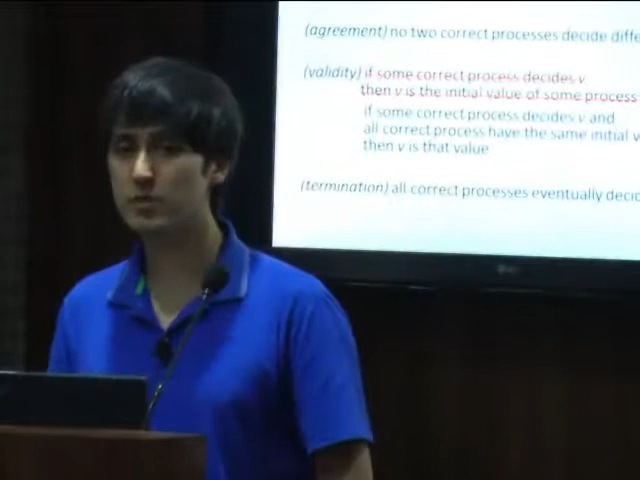 (agreement) no two correct processes decide diffe
(validity) if some correct process decides v
then v is the initial value of some process
if some correct process decides v and
all correct process have the same initial v
then v is that value
(termination) all correct processes eventually decid